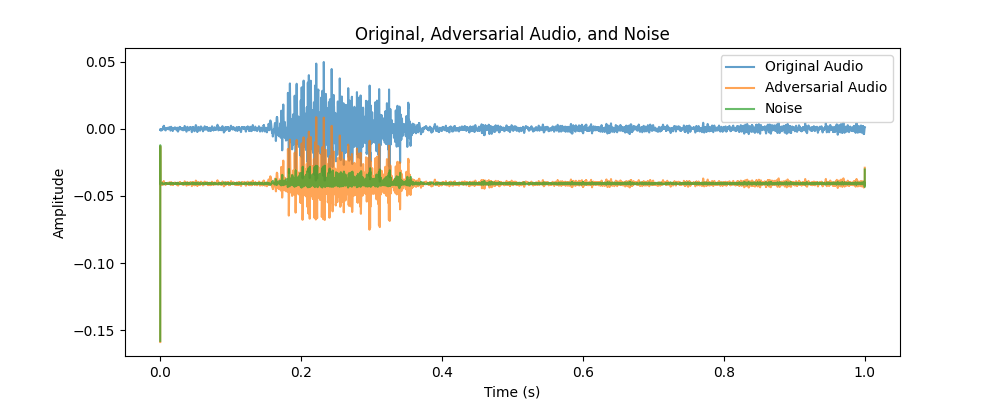 Original, Adversarial Audio, and Noise
Original Audio
Adversarial Audio
Noise
Amplitude
0.05
0.00
−0.05
−0.10
−0.15
0.0 0.2 0.4 0.6 0.8 1.0
Time (s)